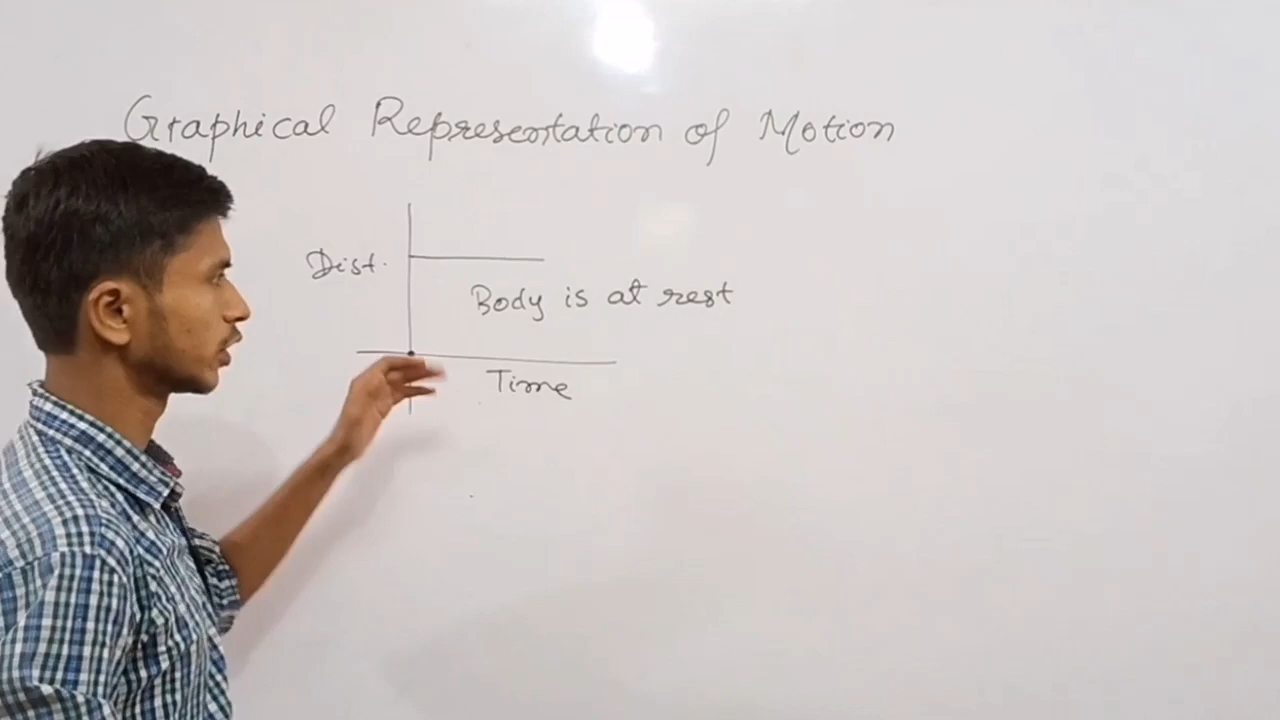 Graphical Representation of Motion
Dist.
Body is at rest
Time